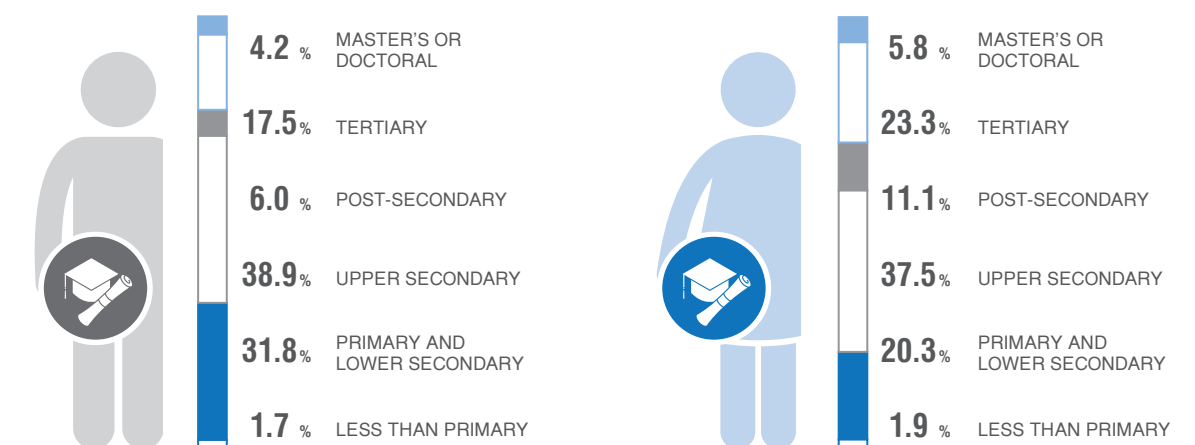 4.2 % MASTER'S OR
DOCTORAL
17.5 % TERTIARY
6.0 % POST-SECONDARY
38.9 % UPPER SECONDARY
31.8 % PRIMARY AND
LOWER SECONDARY
1.7 % LESS THAN PRIMARY
5.8 % MASTER'S OR
DOCTORAL
23.3 % TERTIARY
11.1 % POST-SECONDARY
37.5 % UPPER SECONDARY
20.3 % PRIMARY AND
LOWER SECONDARY
1.9 % LESS THAN PRIMARY